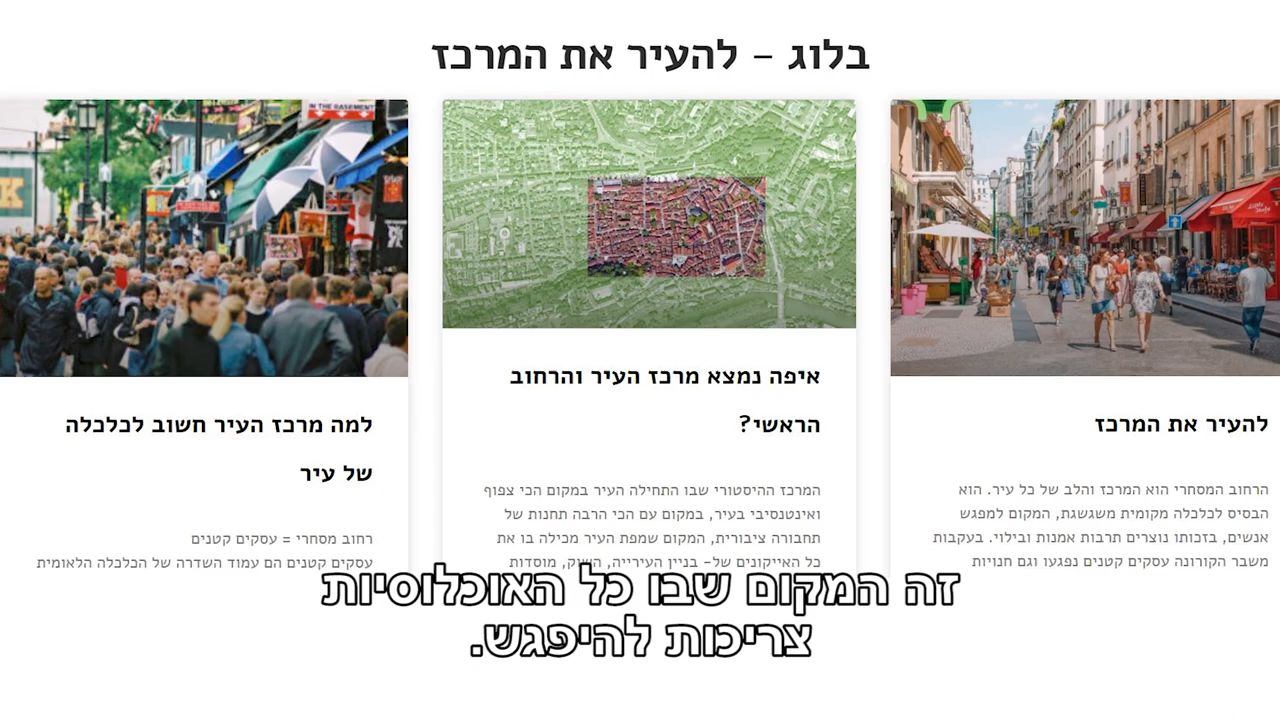 בלוג – להעיר את המרכז
IN THE BASEMENT
להעיר את המרכז
הרחוב המסחרי הוא המרכז והלב של כל עיר. הוא
הבסיס לכלכלה מקומית משגשגת, המקום למפגש
אנשים, בזכותו נוצרים תרבות אמנות ובילוי. בעקבות
משבר הקורונה עסקים קטנים נפגעו וגם חנויות
איפה נמצא מרכז העיר והרחוב
הראשי?
המרכז ההיסטורי שבו התחילה העיר במקום הכי צפוף
ואינטנסיבי בעיר, במקום עם הכי הרבה תחנות של
תחבורה ציבורית, המקום שמפת העיר מכילה בו את
כל האייקונים של- בניין העירייה, השוק, מוסדות
למה מרכז העיר חשוב לכלכלה
של עיר
רחוב מסחרי = עסקים קטנים
עסקים קטנים הם עמוד השדרה של הכלכלה הלאומית
זה המקום שבו כל האוכלוסיות
צריכות להיפגש.